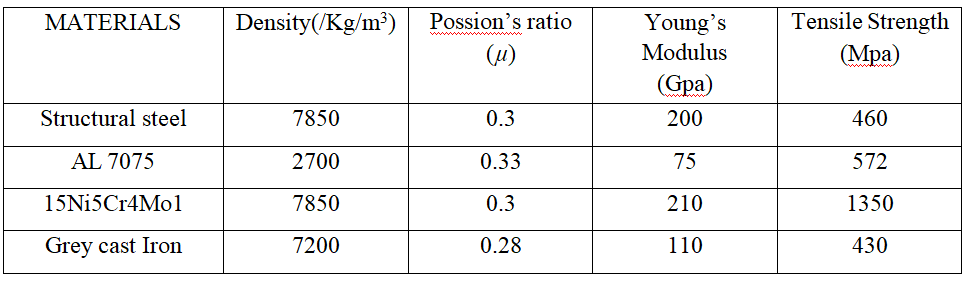 MATERIALS Density(/Kg/m³) Possion’s ratio (μ) Young’s Modulus (Gpa) Tensile Strength (Mpa)
Structural steel 7850 0.3 200 460
AL 7075 2700 0.33 75 572
15Ni5Cr4Mo1 7850 0.3 210 1350
Grey cast Iron 7200 0.28 110 430